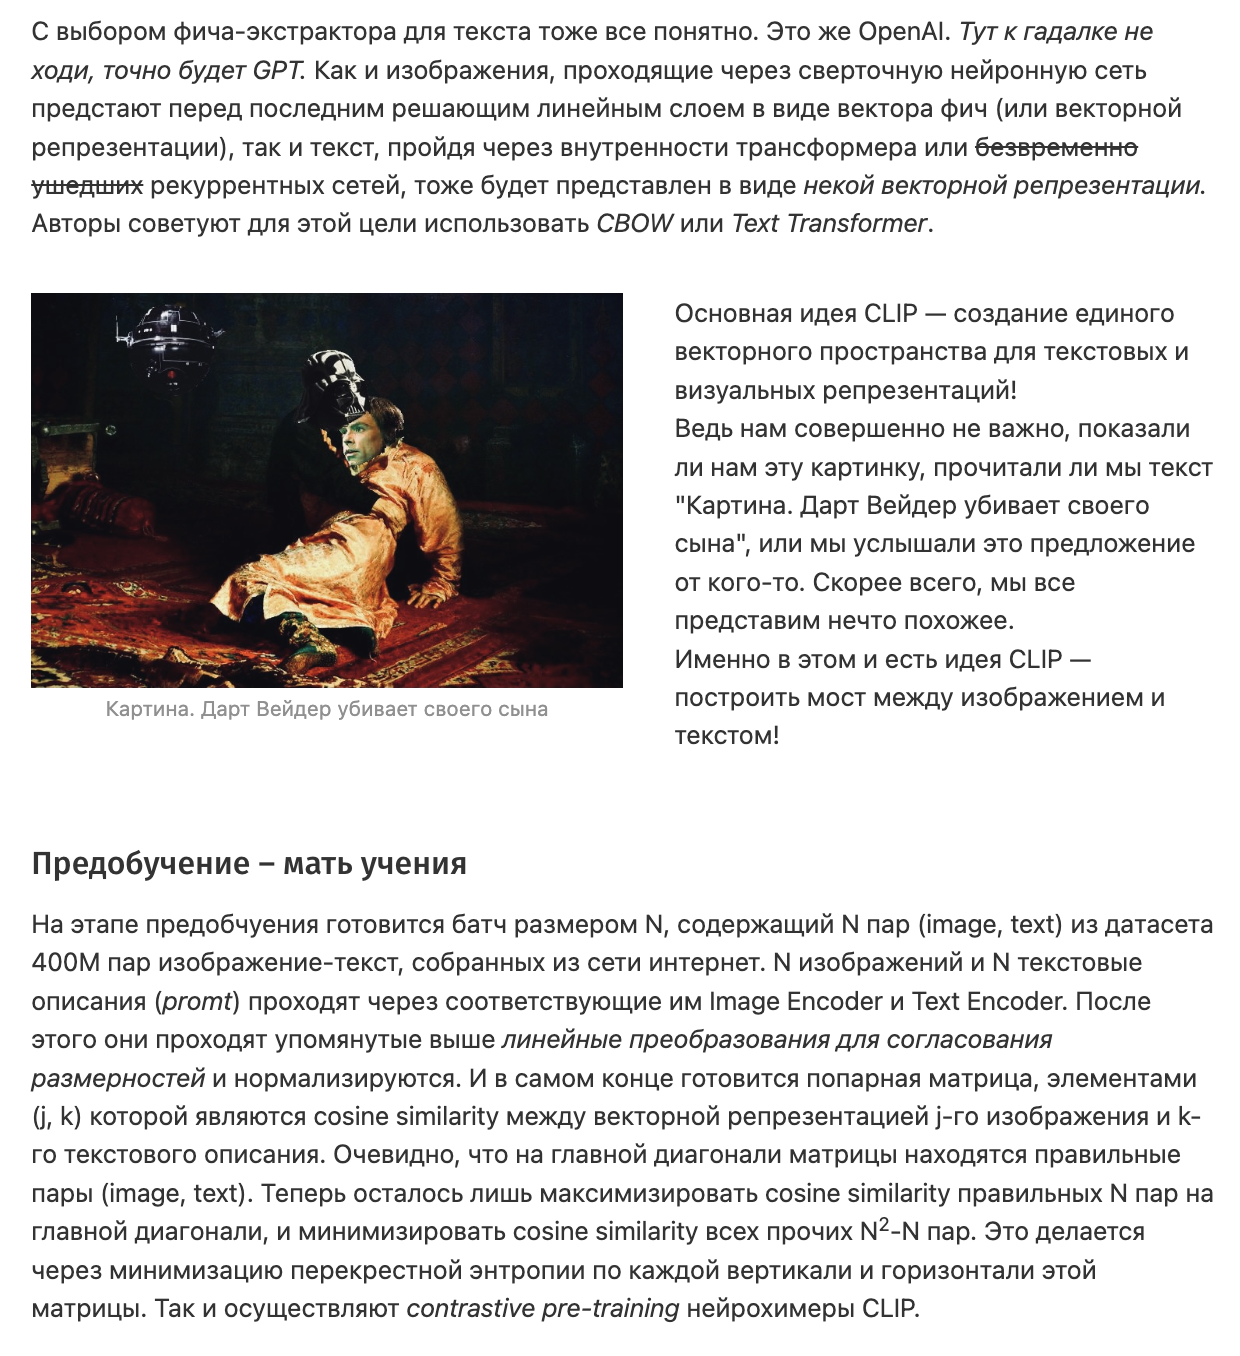 С выбором фича-экстрактора для текста тоже все понятно. Это же OpenAI. Тут к гадалке не
ходи, точно будет GPT. Как и изображения, проходящие через сверточную нейронную сеть
предстают перед последним решающим линейным слоем в виде вектора фич (или векторной
репрезентации), так и текст, пройдя через внутренности трансформера или безвременно
ушедших рекуррентных сетей, тоже будет представлен в виде некой векторной репрезентации.
Авторы советуют для этой цели использовать CBOW или Text Transformer.
Картина. Дарт Вейдер убивает своего сына
Основная идея CLIP — создание единого
векторного пространства для текстовых и
визуальных репрезентаций!
Ведь нам совершенно не важно, показали
ли нам эту картинку, прочитали ли мы текст
"Картина. Дарт Вейдер убивает своего
сына", или мы услышали это предложение
от кого-то. Скорее всего, мы все
представим нечто похожее.
Именно в этом и есть идея CLIP —
построить мост между изображением и
текстом!
Предобучение – мать учения
На этапе предобчуения готовится батч размером N, содержащий N пар (image, text) из датасета
400М пар изображение-текст, собранных из сети интернет. N изображений и N текстовые
описания (promt) проходят через соответствующие им Image Encoder и Text Encoder. После
этого они проходят упомянутые выше линейные преобразования для согласования
размерностей и нормализируются. И в самом конце готовится попарная матрица, элементами
(j, k) которой являются cosine similarity между векторной репрезентацией j-го изображения и k-
го текстового описания. Очевидно, что на главной диагонали матрицы находятся правильные
пары (image, text). Теперь осталось лишь максимизировать cosine similarity правильных N пар на
главной диагонали, и минимизировать cosine similarity всех прочих N²-N пар. Это делается
через минимизацию перекрестной энтропии по каждой вертикали и горизонтали этой
матрицы. Так и осуществляют contrastive pre-training нейрохимеры CLIP.